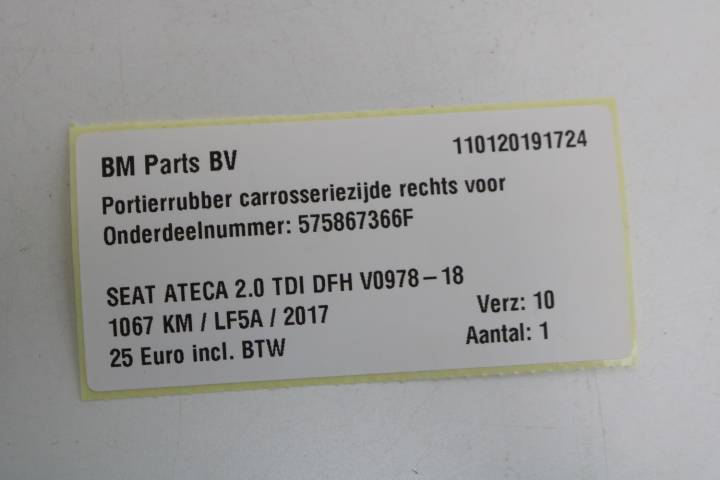 BM Parts BV 110120191724
Portierrubber carrosseriezijde rechts voor
Onderdeelnummer: 575867366F
SEAT ATECA 2.0 TDI DFH V0978-18
1067 KM / LF5A / 2017 Verz: 10
25 Euro incl. BTW Aantal: 1